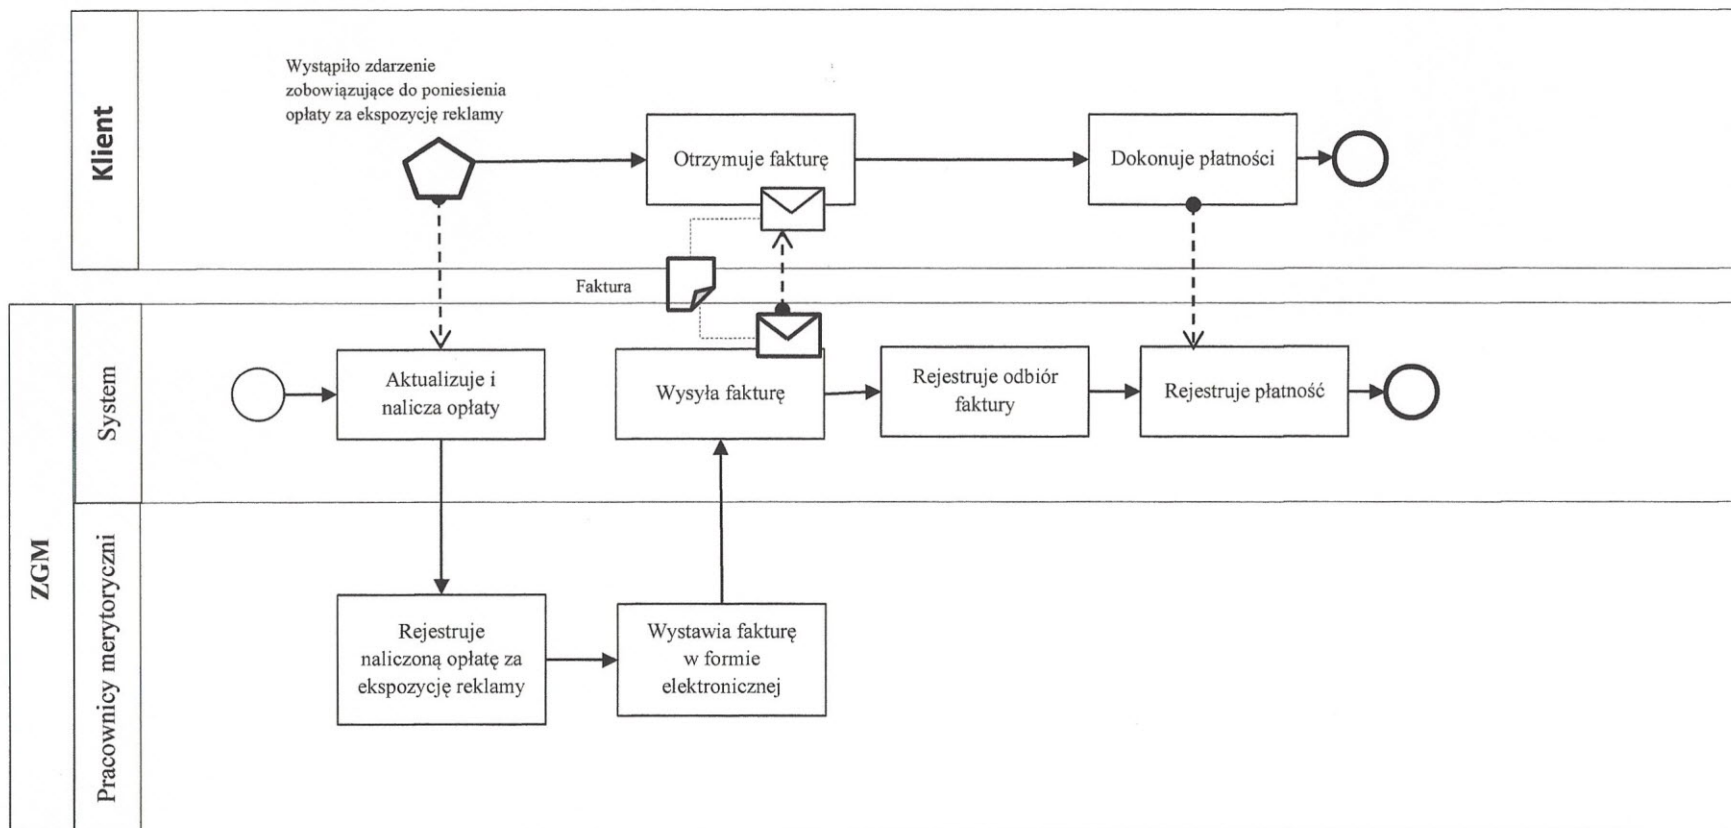 Klient
Wystąpiło zdarzenie
zobowiązujące do poniesienia
opłaty za ekspozycję reklamy
Otrzymuje fakturę
Dokonuje płatności
Faktura
ZGM
System
Aktualizuje i
nalicza opłaty
Wysyła fakturę
Rejestruje odbiór
faktury
Rejestruje płatność
Pracownicy merytoryczni
Rejestruje
naliczoną opłatę za
ekspozycję reklamy
Wystawia fakturę
w formie
elektronicznej